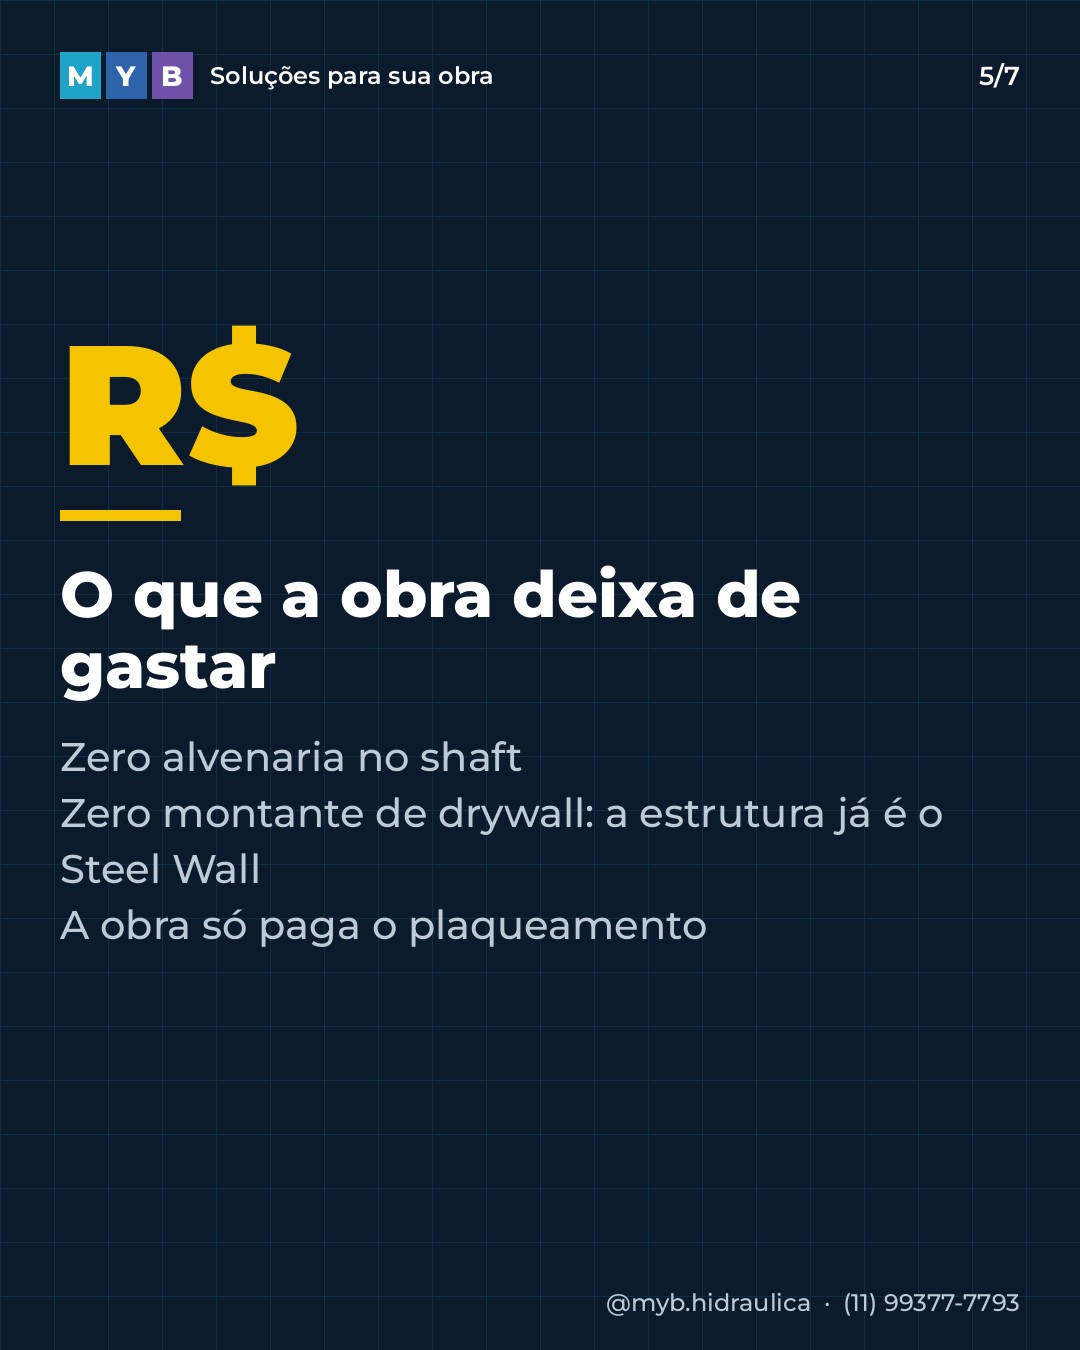 MYB Soluções para sua obra 5/7
R$
O que a obra deixa de
gastar
Zero alvenaria no shaft
Zero montante de drywall: a estrutura já é o
Steel Wall
A obra só paga o plaqueamento
@myb.hidraulica · (11) 99377-7793